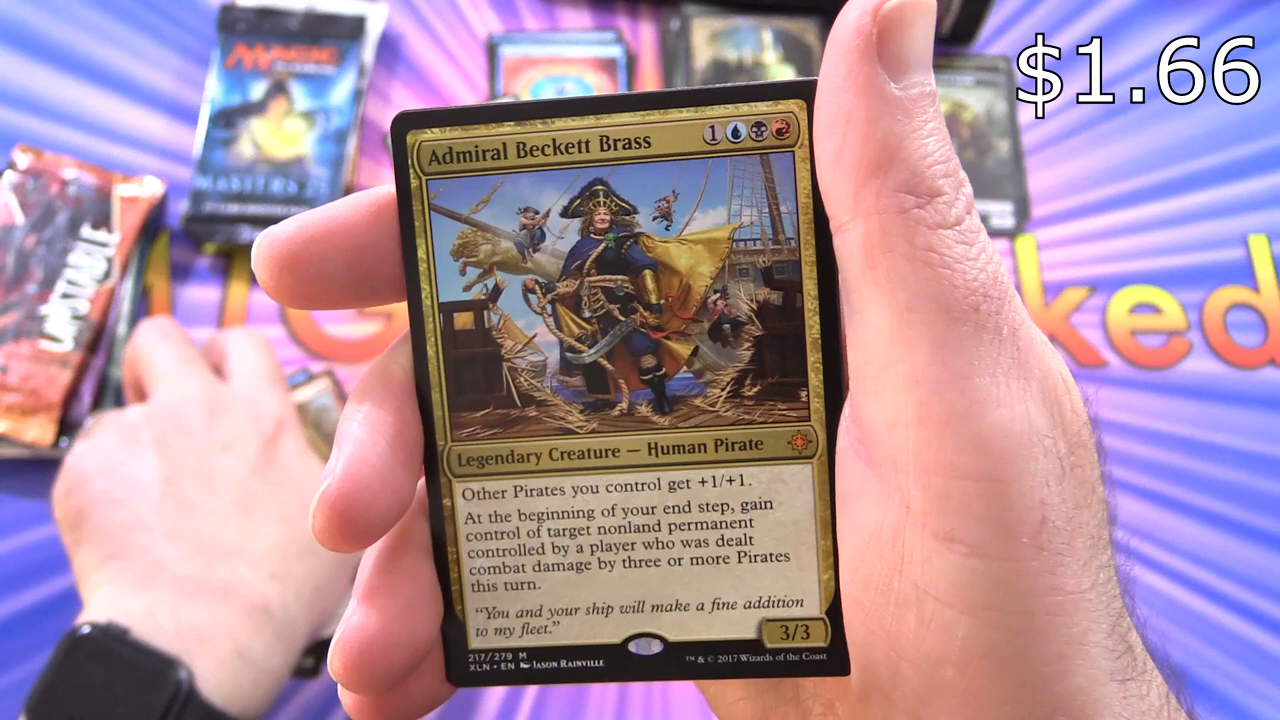 $1.66
MAGIC
MASTERS 25
UNSTABLE
ked
Admiral Beckett Brass
1
Legendary Creature — Human Pirate
Other Pirates you control get +1/+1.
At the beginning of your end step, gain
control of target nonland permanent
controlled by a player who was dealt
combat damage by three or more Pirates
this turn.
"You and your ship will make a fine addition
to my fleet."
3/3
217/279 M
XLN • EN Jason Rainville
™ & © 2017 Wizards of the Coast